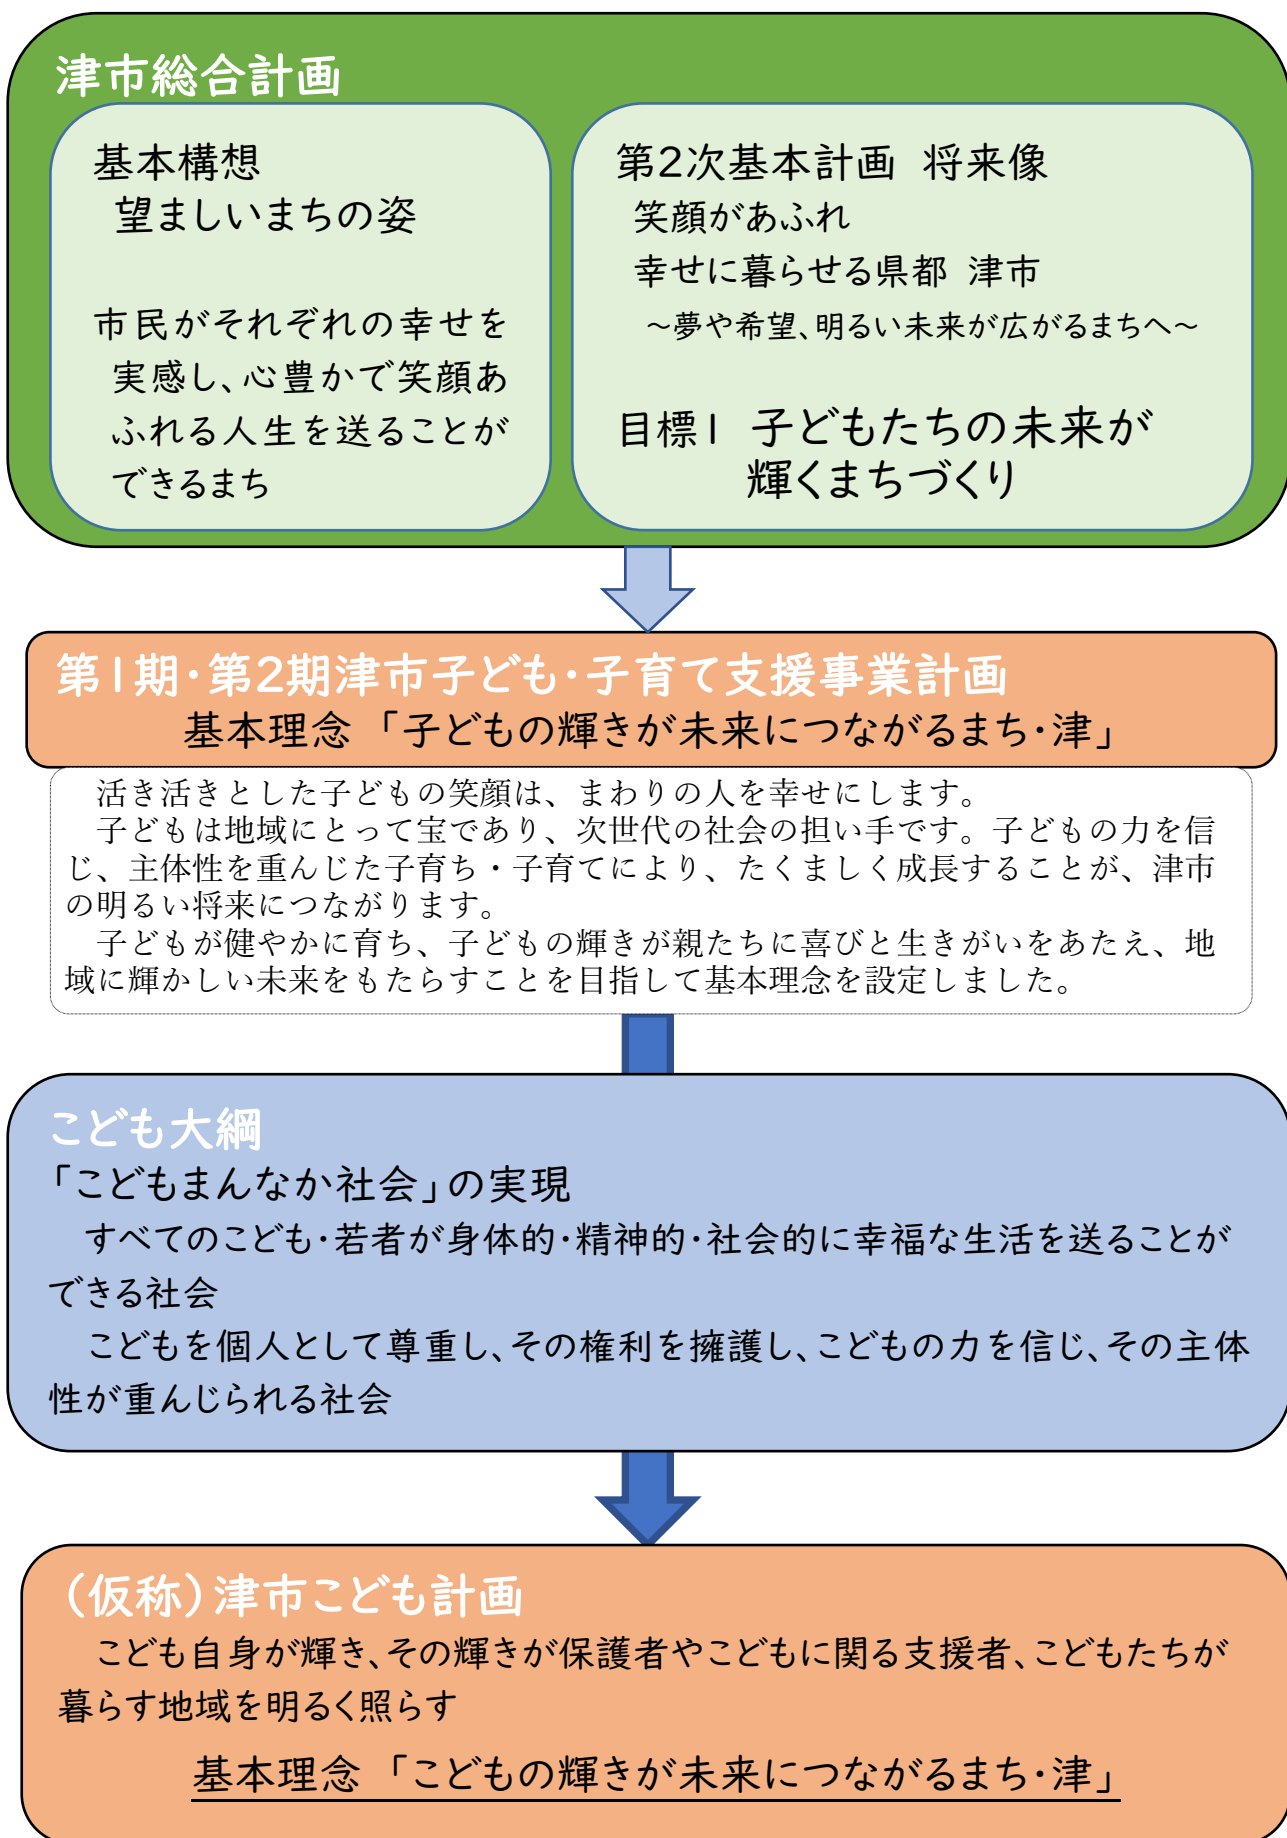 津市総合計画
基本構想
望ましいまちの姿
市民がそれぞれの幸せを
実感し、心豊かで笑顔あ
ふれる人生を送ることが
できるまち
第2次基本計画 将来像
笑顔があふれ
幸せに暮らせる県都 津市
～夢や希望、明るい未来が広がるまちへ～
目標1 子どもたちの未来が
輝くまちづくり
第1期・第2期津市子ども・子育て支援事業計画
基本理念 「子どもの輝きが未来につながるまち・津」
活き活きとした子どもの笑顔は、まわりの人を幸せにします。
子どもは地域にとって宝であり、次世代の社会の担い手です。子どもの力を信
じ、主体性を重んじた子育ち・子育てにより、たくましく成長することが、津市
の明るい将来につながります。
子どもが健やかに育ち、子どもの輝きが親たちに喜びと生きがいをあたえ、地
域に輝かしい未来をもたらすことを目指して基本理念を設定しました。
こども大綱
「こどもまんなか社会」の実現
すべてのこども・若者が身体的・精神的・社会的に幸福な生活を送ることが
できる社会
こどもを個人として尊重し、その権利を擁護し、こどもの力を信じ、その主体
性が重んじられる社会
（仮称）津市こども計画
こども自身が輝き、その輝きが保護者やこどもに関る支援者、こどもたちが
暮らす地域を明るく照らす
基本理念 「こどもの輝きが未来につながるまち・津」